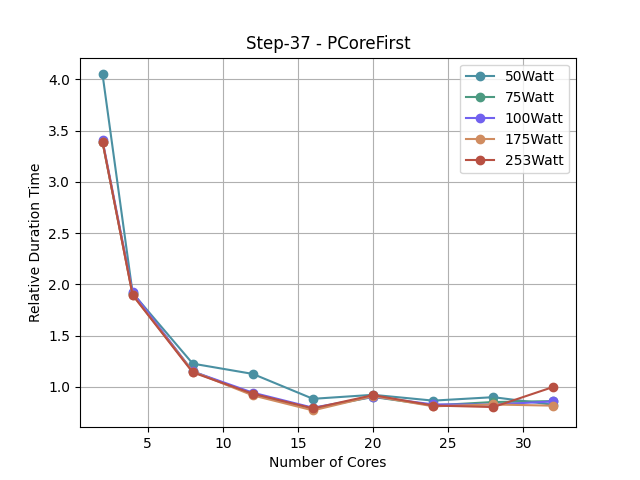 Step-37 - PCoreFirst
4.0
3.5
3.0
2.5
2.0
1.5
1.0
Relative Duration Time
50Watt
75Watt
100Watt
175Watt
253Watt
5
10
15
20
25
30
Number of Cores